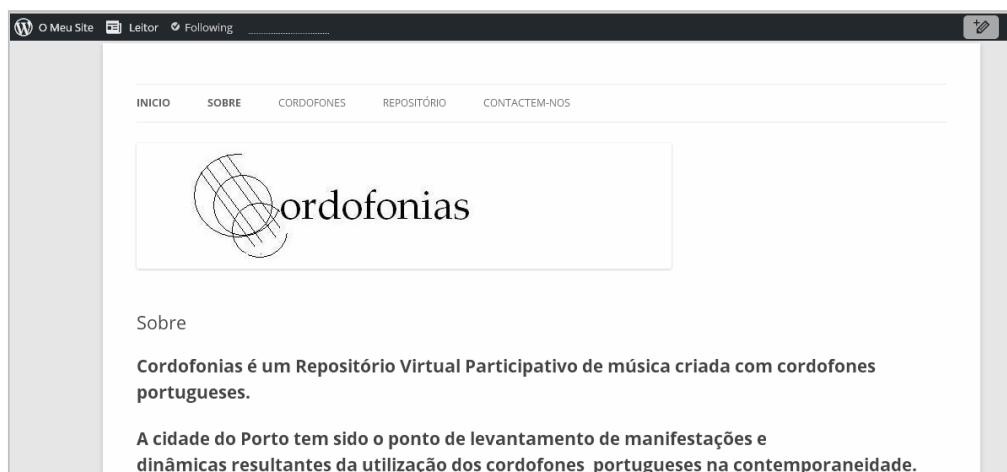 O Meu Site Leitor Following
INICIO SOBRE CORDOFONES REPOSITÓRIO CONTACTEM-NOS
Cordofonias
Sobre
Cordofonias é um Repositório Virtual Participativo de música criada com cordofones
portugueses.
A cidade do Porto tem sido o ponto de levantamento de manifestações e
dinâmicas resultantes da utilização dos cordofones portugueses na contemporaneidade.